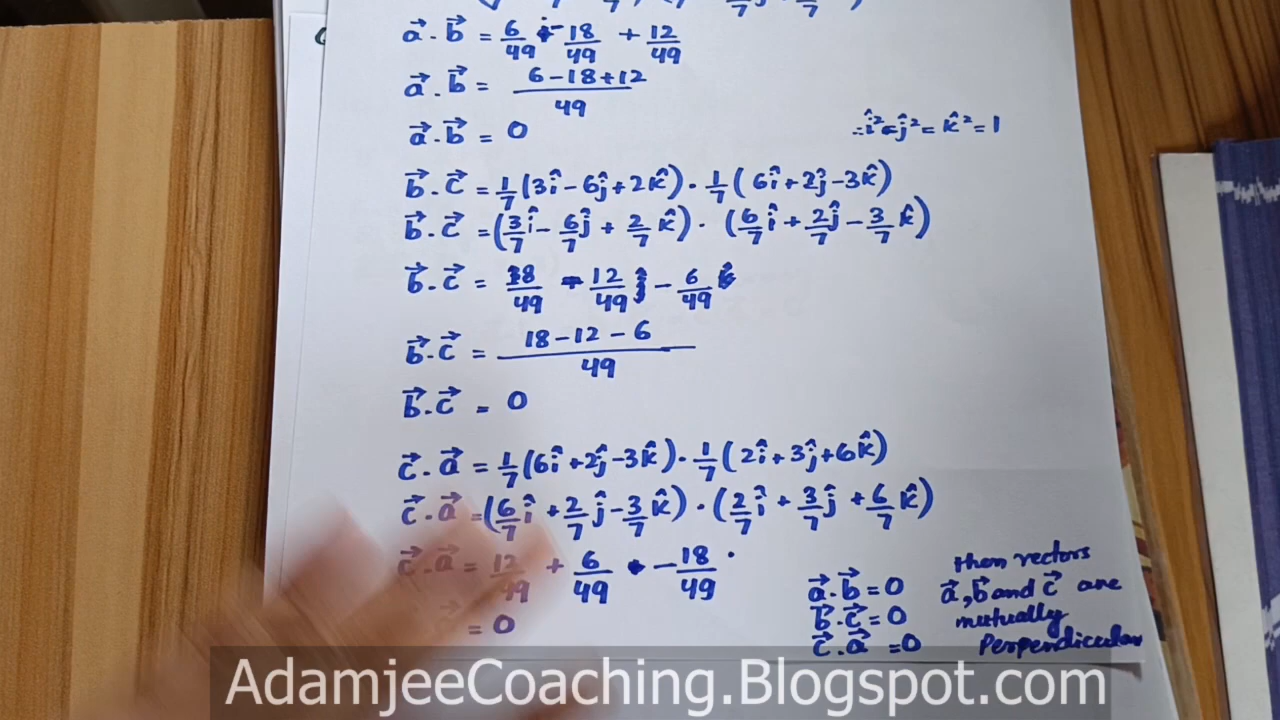 a⃗ · b⃗ = 6/49 - 18/49 + 12/49
a⃗ . b⃗ = (6-18+12)/49
a⃗ . b⃗ = 0
∴ î² = ĵ² = k̂² = 1
b⃗ . c⃗ = 1/7 (3î - 6ĵ + 2k̂) · 1/7 (6î + 2ĵ - 3k̂)
b⃗ . c⃗ = (3/7 î - 6/7 ĵ + 2/7 k̂) · (6/7 î + 2/7 ĵ - 3/7 k̂)
b⃗ . c⃗ = 18/49 - 12/49 - 6/49
b⃗ . c⃗ = (18-12-6)/49
b⃗ . c⃗ = 0
c⃗ . a⃗ = 1/7 (6î + 2ĵ - 3k̂) · 1/7 (2î + 3ĵ + 6k̂)
c⃗ . a⃗ = (6/7 î + 2/7 ĵ - 3/7 k̂) · (2/7 î + 3/7 ĵ + 6/7 k̂)
c⃗ . a⃗ = 12/49 + 6/49 - 18/49
= 0
a⃗ . b⃗ = 0
b⃗ . c⃗ = 0
c⃗ . a⃗ = 0
then vectors
a⃗, b⃗ and c⃗ are
mutually
Perpendicular
AdamjeeCoaching.Blogspot.com